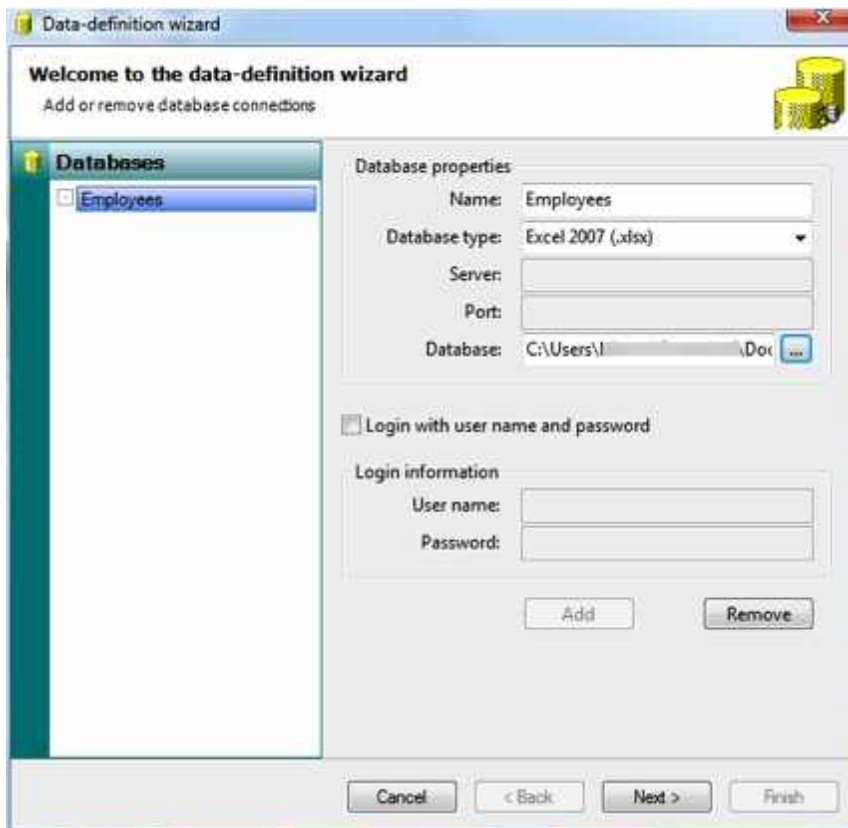 Data-definition wizard
Welcome to the data-definition wizard
Add or remove database connections
Databases
Employees
Database properties
Name: Employees
Database type: Excel 2007 (.xlsx)
Server:
Port:
Database: C:\Users\ \Doc ...
Login with user name and password
Login information
User name:
Password:
Add Remove
Cancel < Back Next > Finish